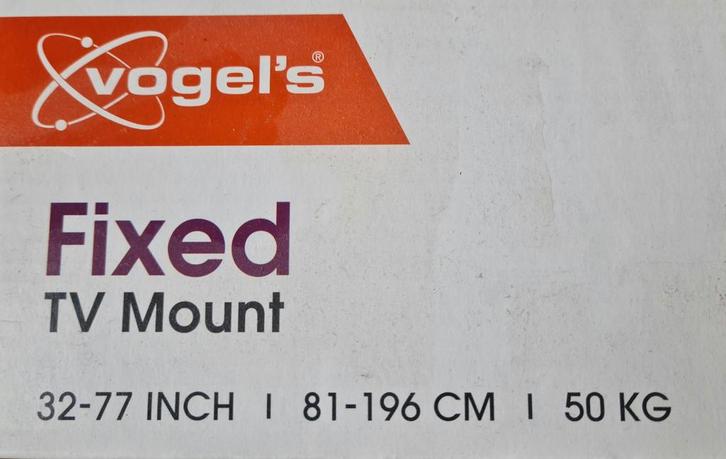 vogel's®
Fixed
TV Mount
32-77 INCH I 81-196 CM I 50 KG